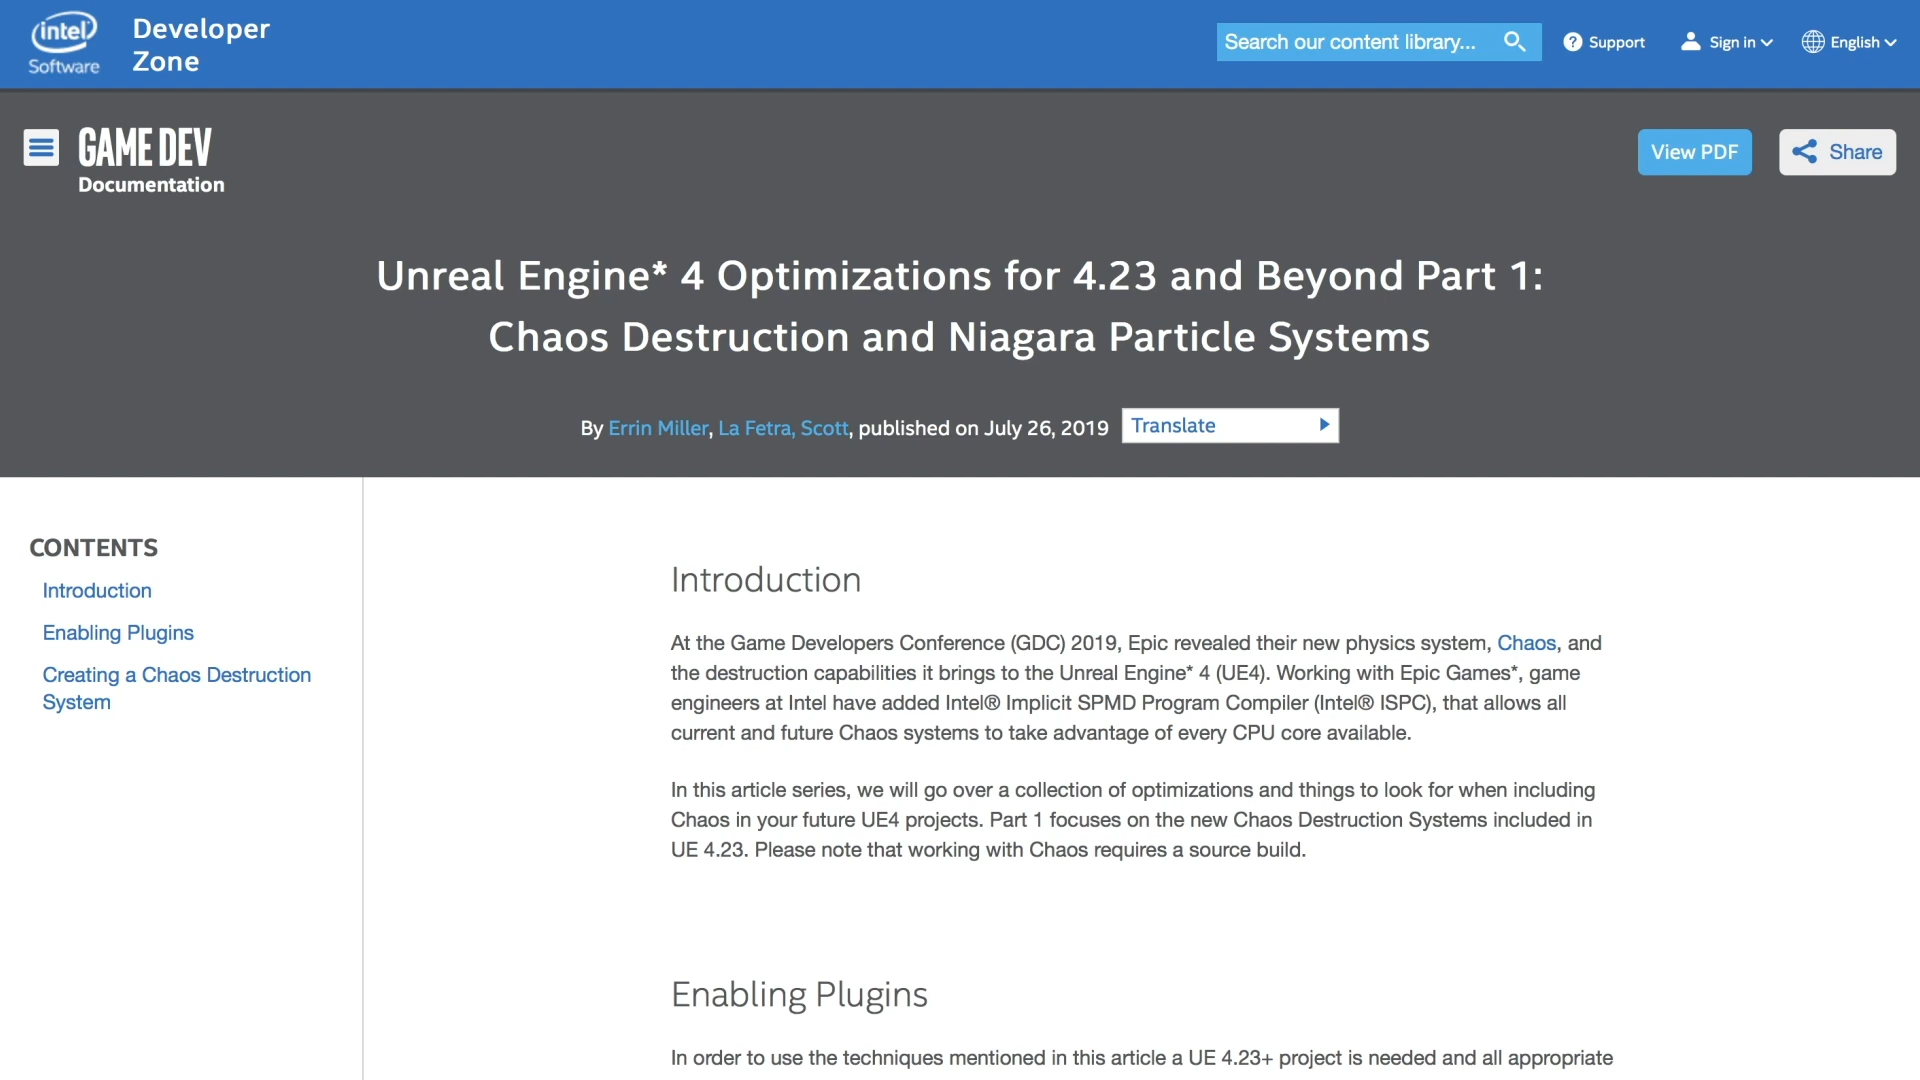 intel
Software
Developer
Zone
Search our content library...
Support
Sign in
English
GAME DEV
Documentation
View PDF
Share
Unreal Engine* 4 Optimizations for 4.23 and Beyond Part 1:
Chaos Destruction and Niagara Particle Systems
By Errin Miller, La Fetra, Scott, published on July 26, 2019
Translate
CONTENTS
Introduction
Enabling Plugins
Creating a Chaos Destruction
System
Introduction
At the Game Developers Conference (GDC) 2019, Epic revealed their new physics system, Chaos, and
the destruction capabilities it brings to the Unreal Engine* 4 (UE4). Working with Epic Games*, game
engineers at Intel have added Intel® Implicit SPMD Program Compiler (Intel® ISPC), that allows all
current and future Chaos systems to take advantage of every CPU core available.
In this article series, we will go over a collection of optimizations and things to look for when including
Chaos in your future UE4 projects. Part 1 focuses on the new Chaos Destruction Systems included in
UE 4.23. Please note that working with Chaos requires a source build.
Enabling Plugins
In order to use the techniques mentioned in this article a UE 4.23+ project is needed and all appropriate